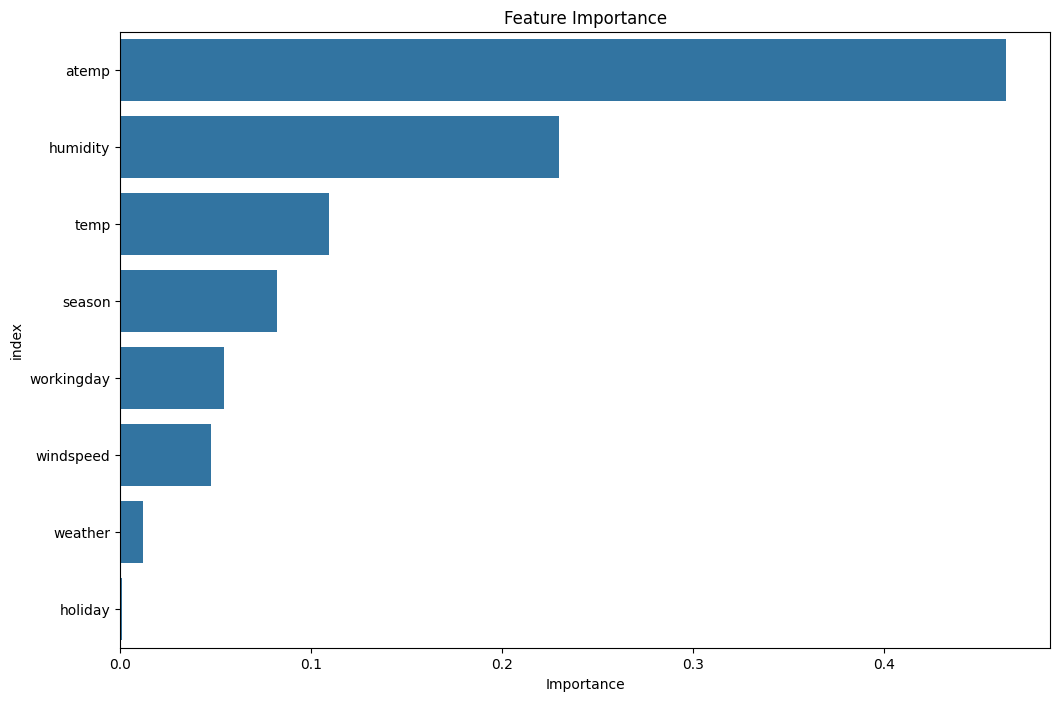 Feature Importance
atemp
humidity
temp
season
workingday
windspeed
weather
holiday
index
0.0 0.1 0.2 0.3 0.4
Importance